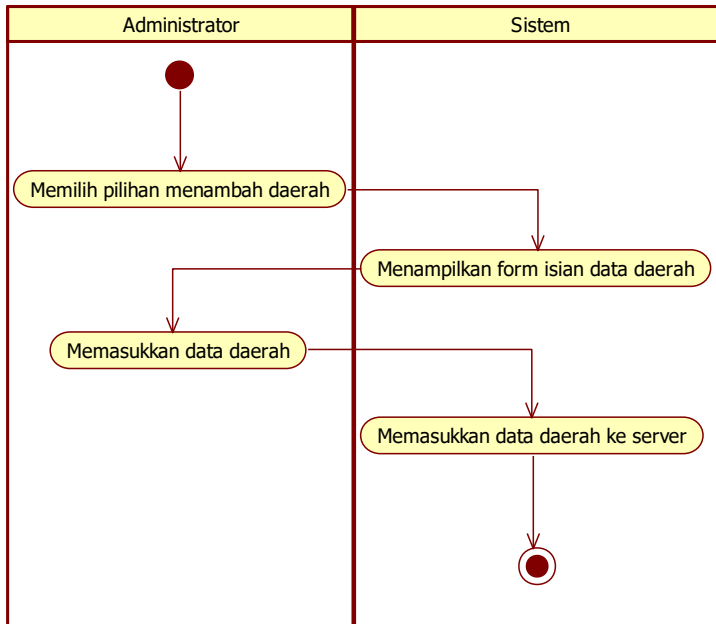 Administrator
Sistem
Memilih pilihan menambah daerah
Menampilkan form isian data daerah
Memasukkan data daerah
Memasukkan data daerah ke server